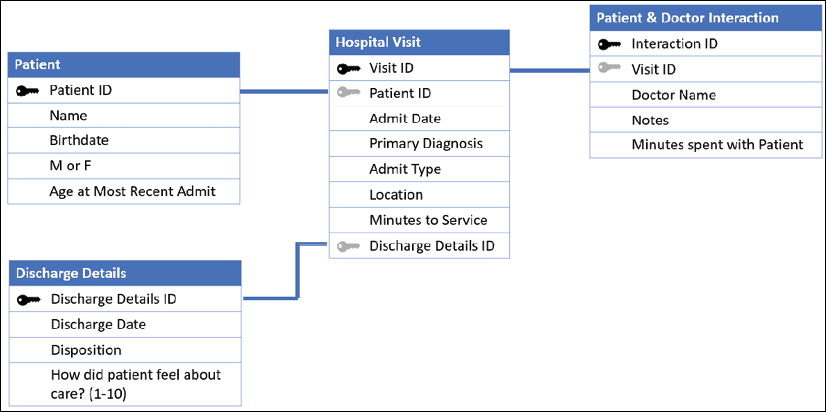 Patient
Patient ID
Name
Birthdate
M or F
Age at Most Recent Admit
Hospital Visit
Visit ID
Patient ID
Admit Date
Primary Diagnosis
Admit Type
Location
Minutes to Service
Discharge Details ID
Patient & Doctor Interaction
Interaction ID
Visit ID
Doctor Name
Notes
Minutes spent with Patient
Discharge Details
Discharge Details ID
Discharge Date
Disposition
How did patient feel about
care? (1-10)